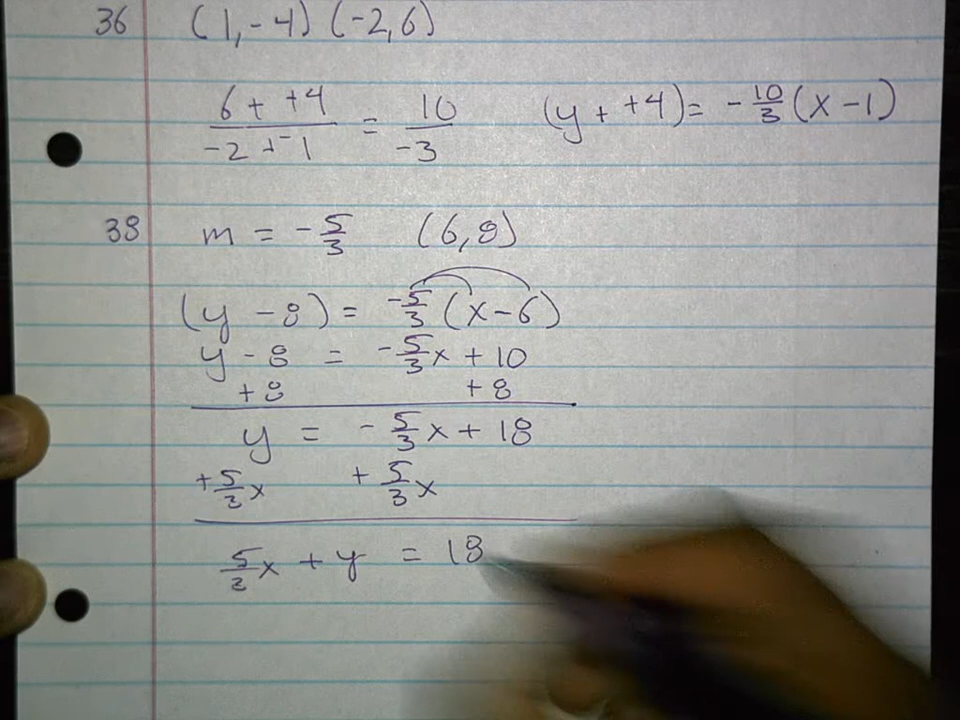 36 (1, -4) (-2, 6)
6 + +4 / -2 + -1 = 10 / -3 (y + +4) = -10/3 (x - 1)
38 m = -5/3 (6, 8)
(y - 8) = -5/3 (x - 6)
y - 8 = -5/3 x + 10
+8 +8
y = -5/3 x + 18
+5/3 x +5/3 x
5/3 x + y = 18